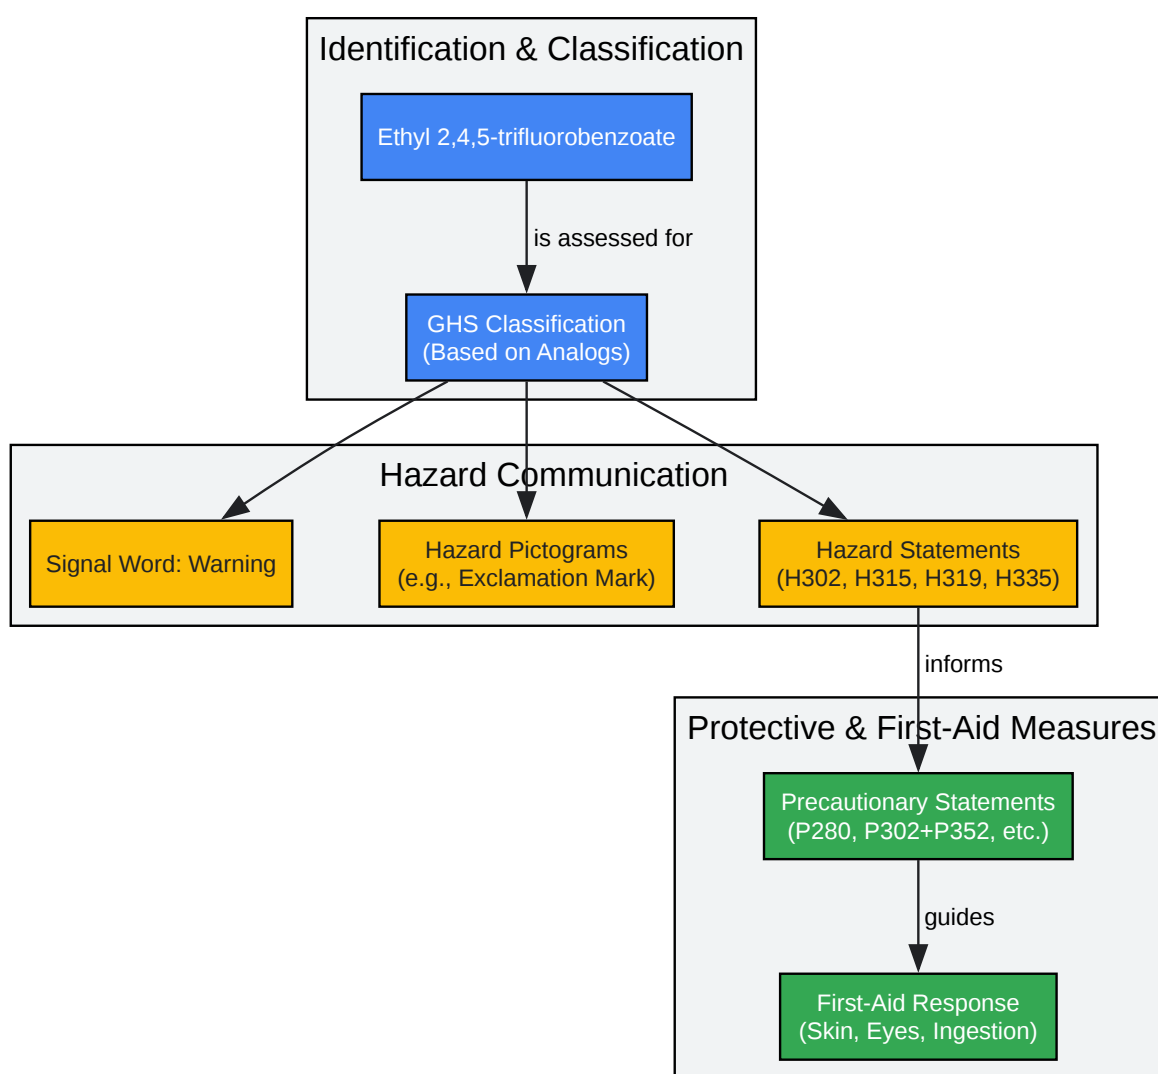 Identification & Classification
Ethyl 2,4,5-trifluorobenzoate
is assessed for
GHS Classification
(Based on Analogs)
Hazard Communication
Signal Word: Warning
Hazard Pictograms
(e.g., Exclamation Mark)
Hazard Statements
(H302, H315, H319, H335)
informs
Protective & First-Aid Measures
Precautionary Statements
(P280, P302+P352, etc.)
guides
First-Aid Response
(Skin, Eyes, Ingestion)